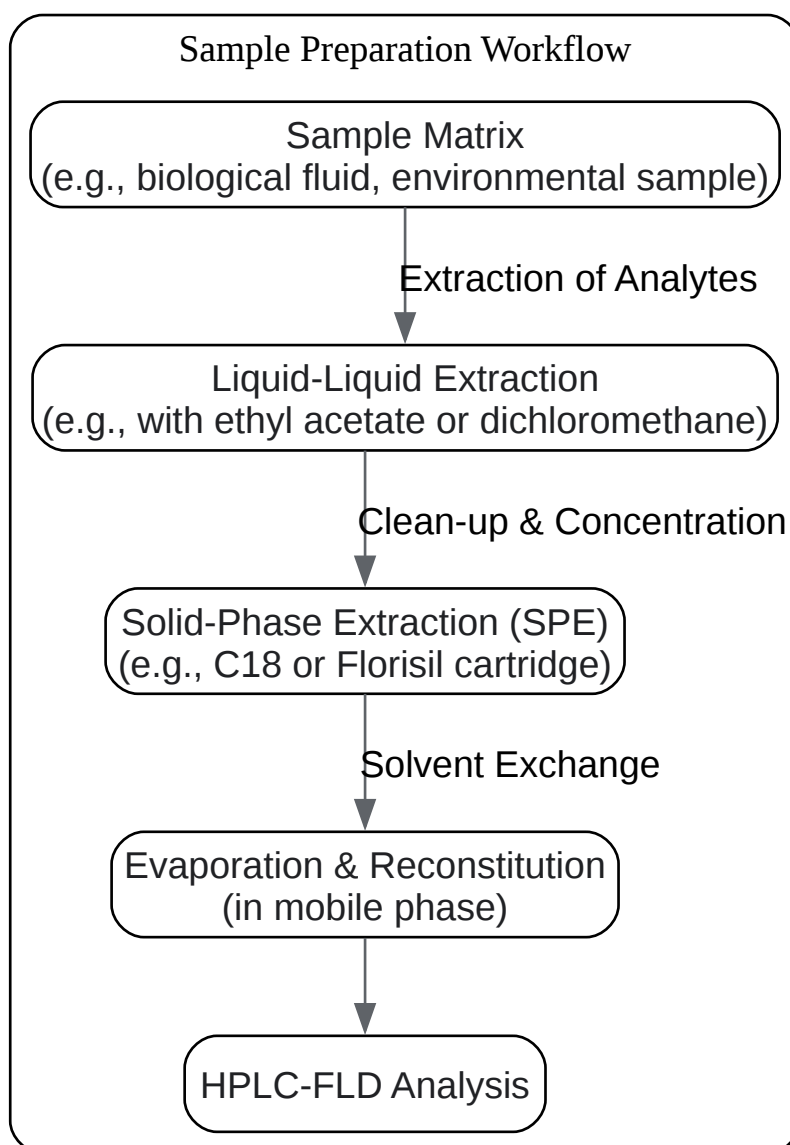 Sample Preparation Workflow
Sample Matrix
(e.g., biological fluid, environmental sample)
Extraction of Analytes
Liquid-Liquid Extraction
(e.g., with ethyl acetate or dichloromethane)
Clean-up & Concentration
Solid-Phase Extraction (SPE)
(e.g., C18 or Florisil cartridge)
Solvent Exchange
Evaporation & Reconstitution
(in mobile phase)
HPLC-FLD Analysis